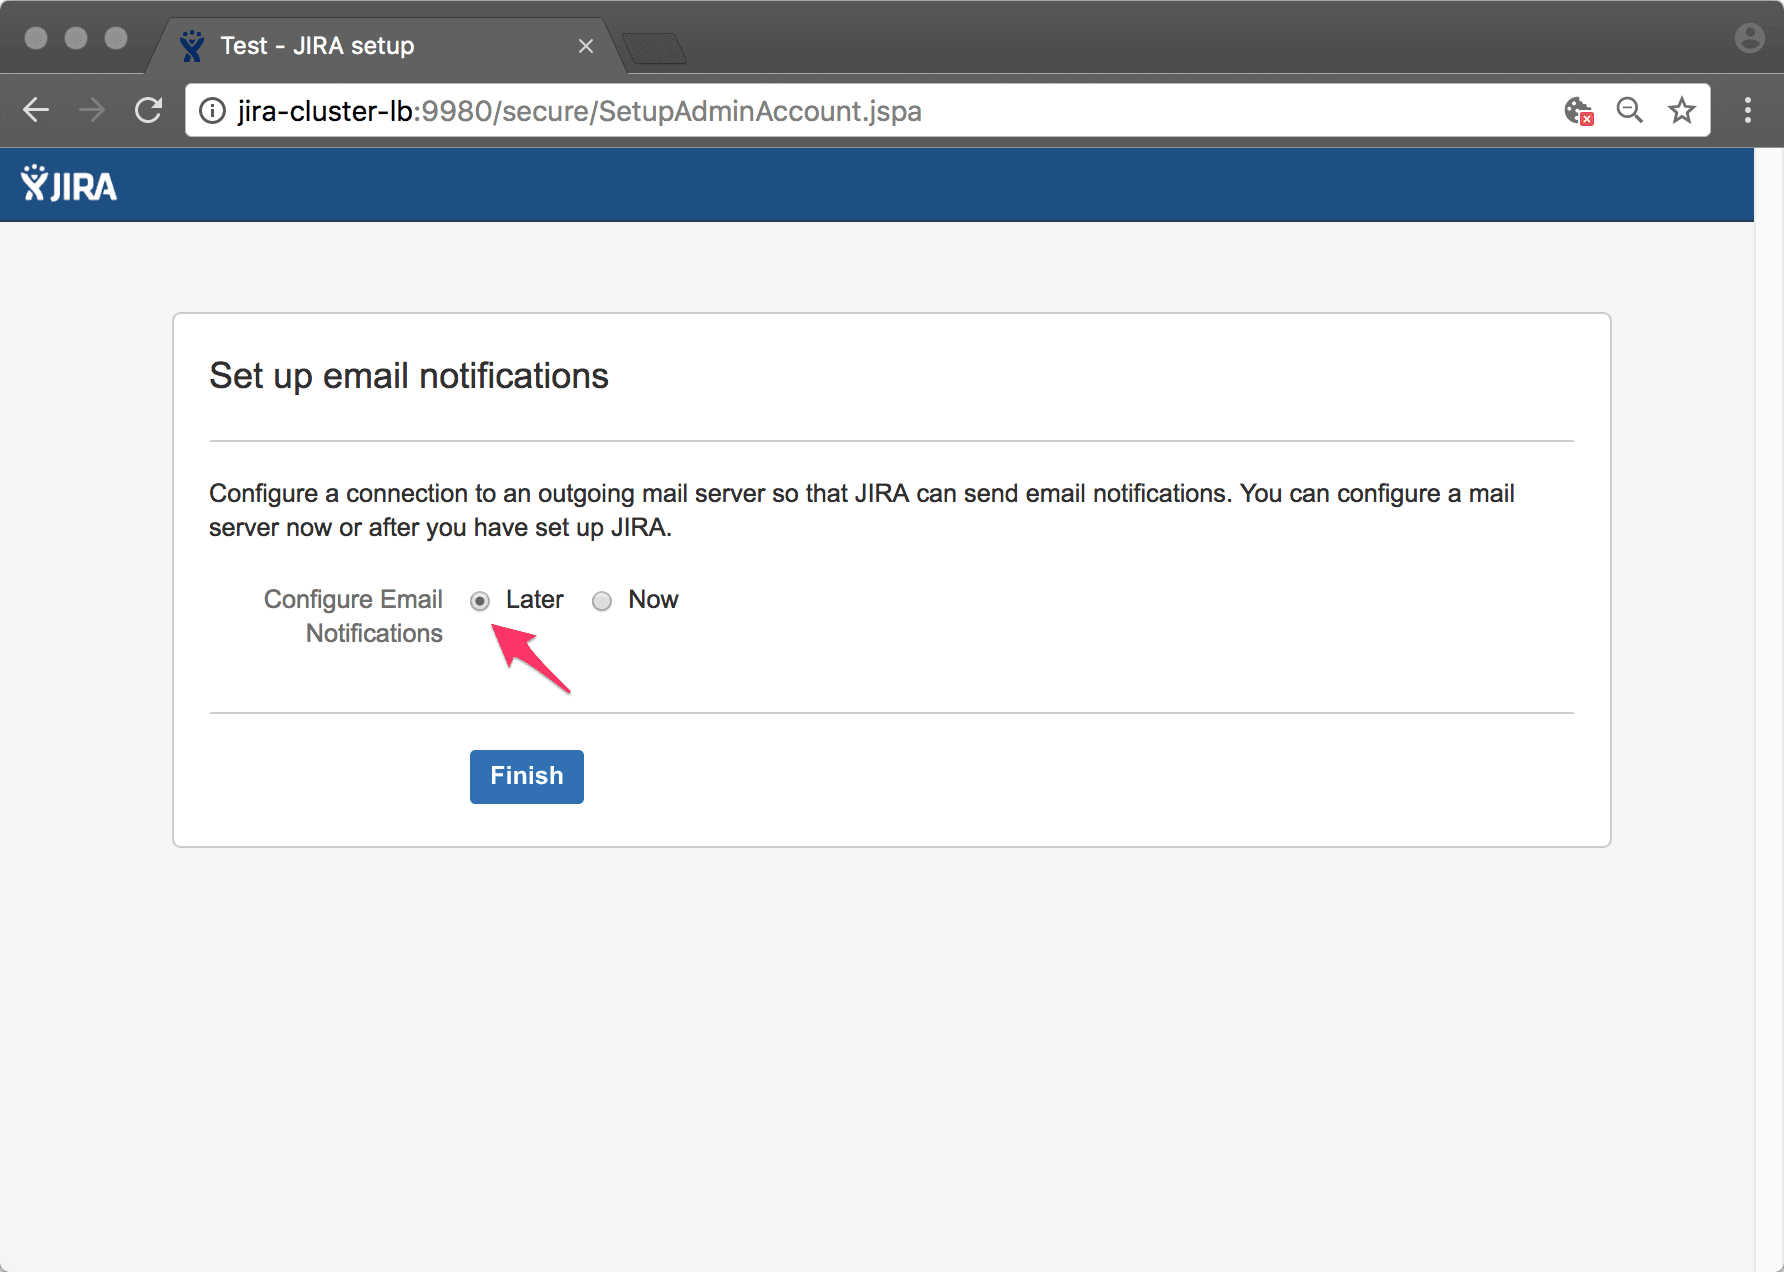 Test - JIRA setup
jira-cluster-lb:9980/secure/SetupAdminAccount.jspa
JIRA
Set up email notifications
Configure a connection to an outgoing mail server so that JIRA can send email notifications. You can configure a mail
server now or after you have set up JIRA.
Configure Email
Notifications
Later
Now
Finish